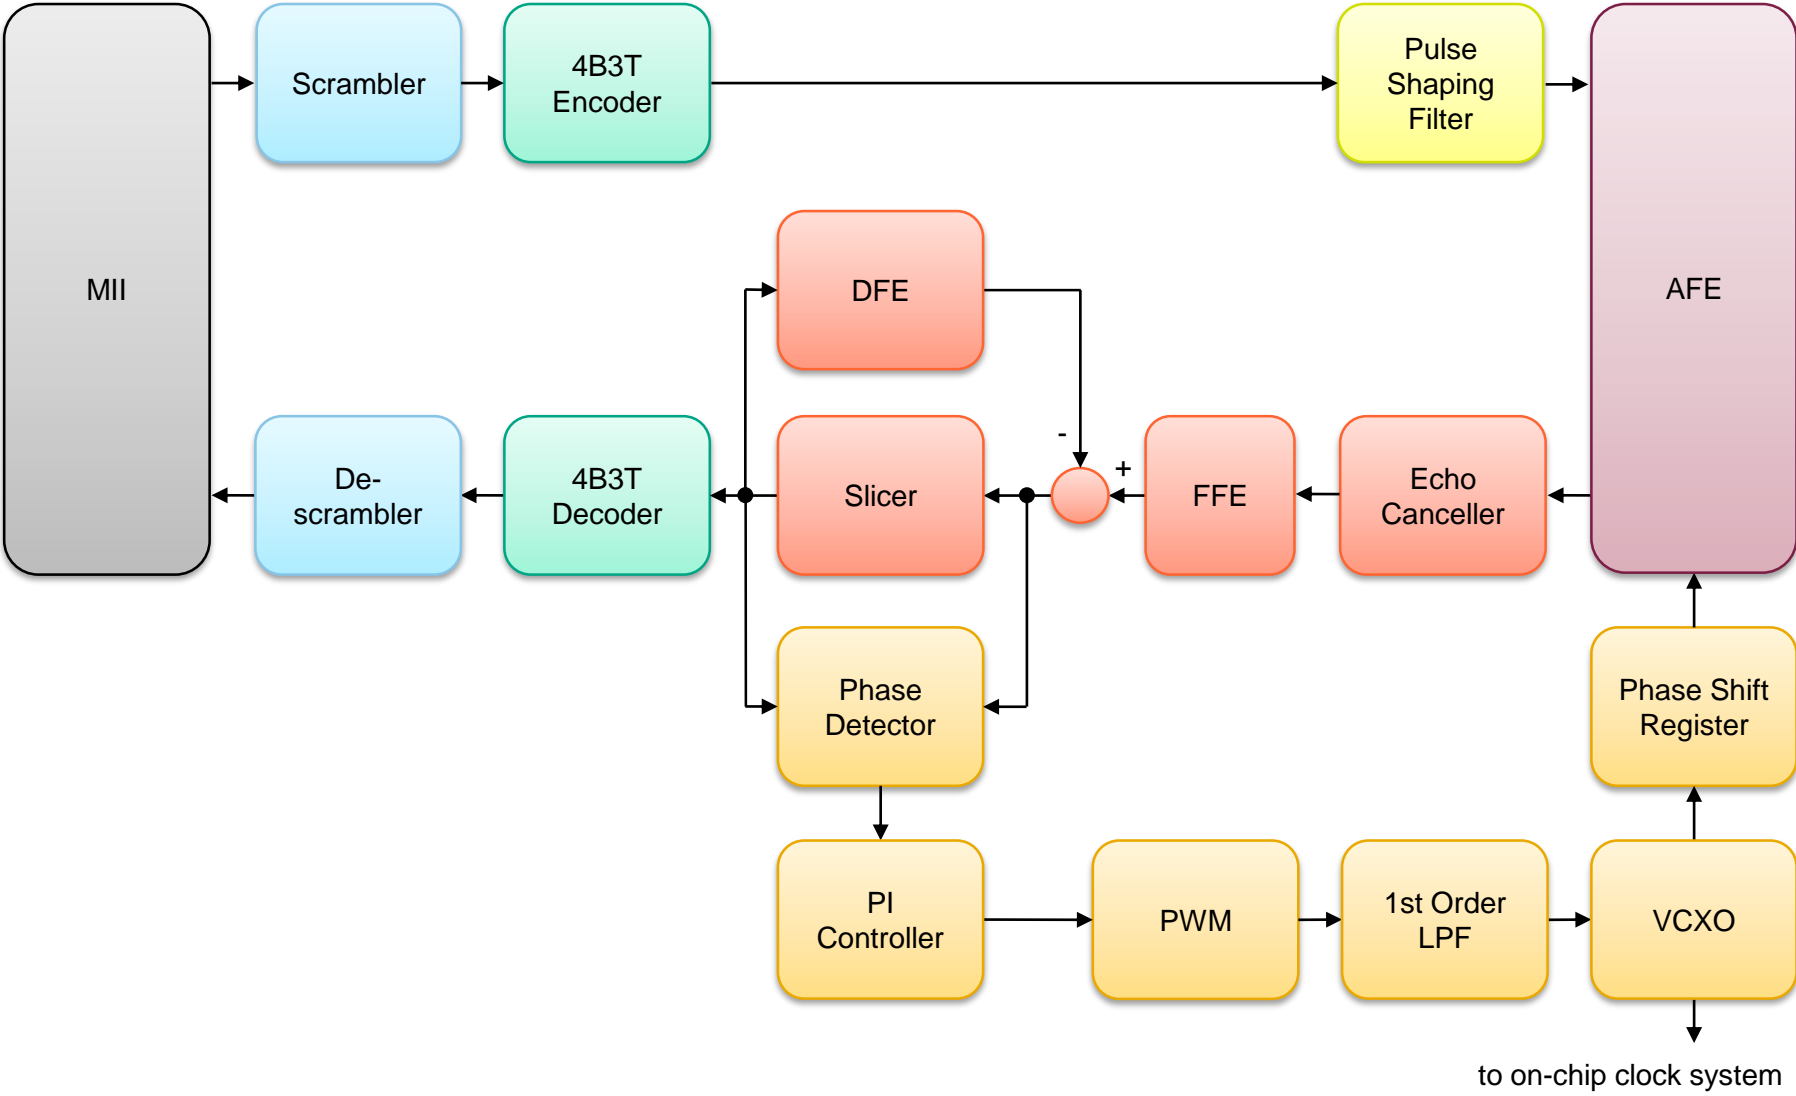 MII
Scrambler
4B3T
Encoder
Pulse
Shaping
Filter
AFE
DFE
De-
scrambler
4B3T
Decoder
Slicer
-
+
FFE
Echo
Canceller
Phase
Detector
Phase Shift
Register
PI
Controller
PWM
1st Order
LPF
VCXO
to on-chip clock system